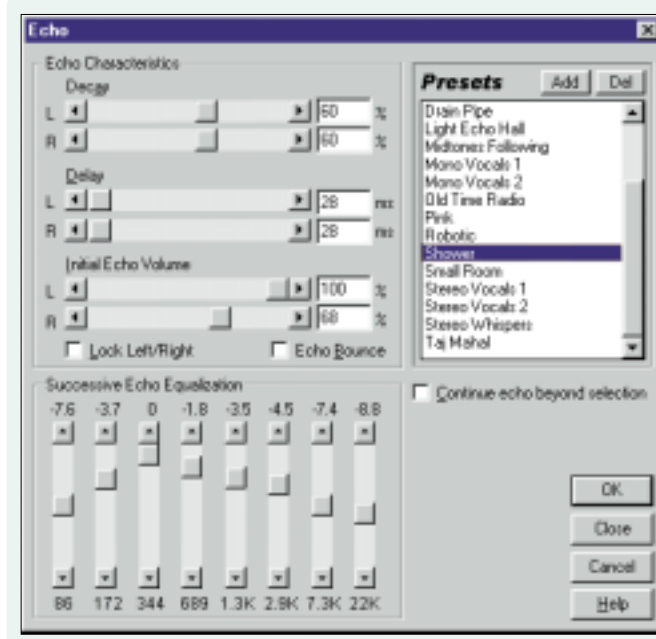 Echo
Echo Characteristics
Decay
L 60 %
R 60 %
Delay
L 28 ms
R 28 ms
Initial Echo Volume
L 100 %
R 68 %
Lock Left/Right Echo Bounce
Presets Add Del
Drain Pipe
Light Echo Hall
Midtones Following
Mono Vocals 1
Mono Vocals 2
Old Time Radio
Pink
Robotic
Shower
Small Room
Stereo Vocals 1
Stereo Vocals 2
Stereo Whispers
Taj Mahal
Successive Echo Equalization
-7.6 -3.7 0 -1.8 -3.5 -4.5 -7.4 -8.8
86 172 344 689 1.3K 2.9K 7.3K 22K
Continue echo beyond selection
OK
Close
Cancel
Help